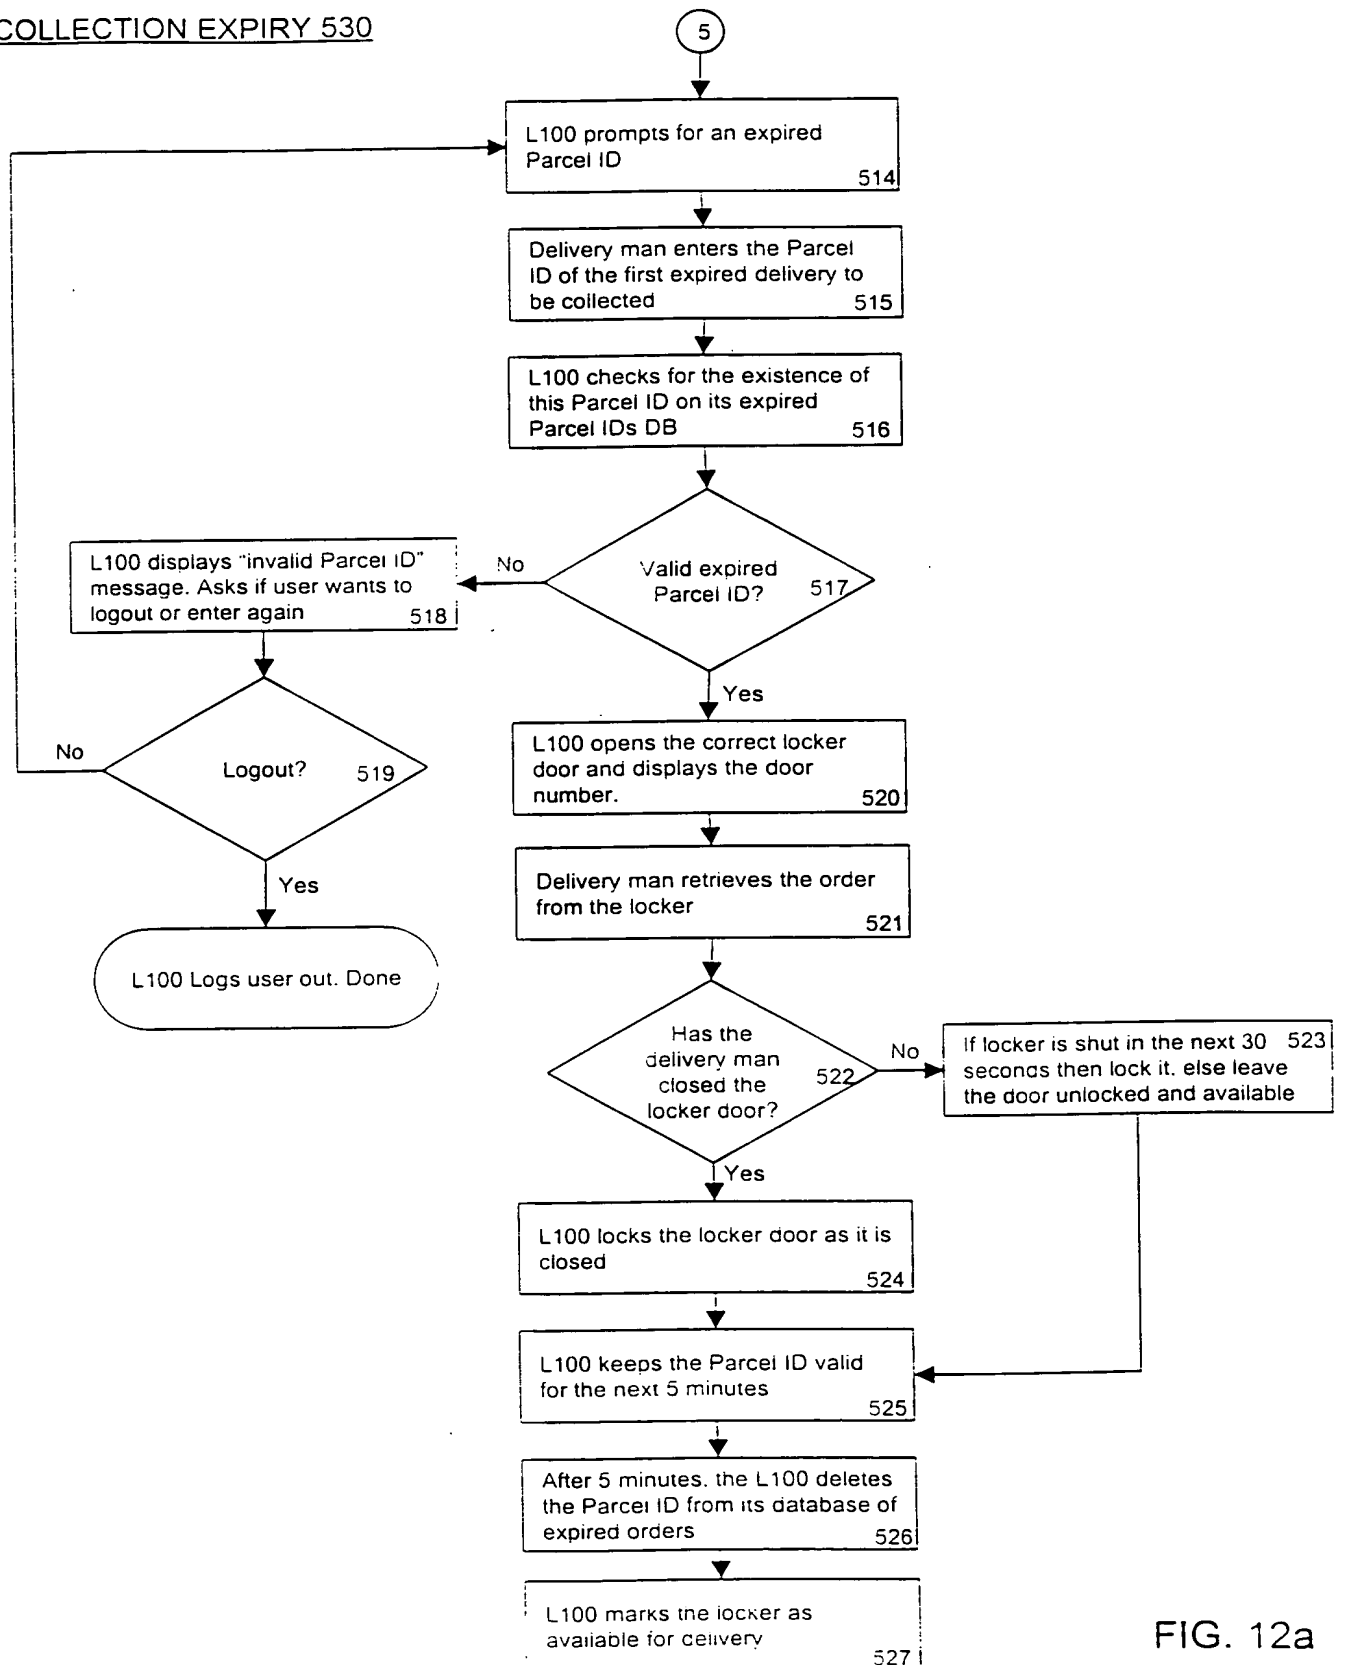 COLLECTION EXPIRY 530
5
L100 prompts for an expired
Parcel ID
514
Delivery man enters the Parcel
ID of the first expired delivery to
be collected
515
L100 checks for the existence of
this Parcel ID on its expired
Parcel IDs DB
516
Valid expired
Parcel ID?
517
No
L100 displays "invalid Parcel ID"
message. Asks if user wants to
logout or enter again
518
Yes
No
Logout?
519
L100 opens the correct locker
door and displays the door
number.
520
Yes
Delivery man retrieves the order
from the locker
521
L100 Logs user out. Done
Has the
delivery man
closed the
locker door?
522
No
If locker is shut in the next 30
seconds then lock it. else leave
the door unlocked and available
523
Yes
L100 locks the locker door as it is
closed
524
L100 keeps the Parcel ID valid
for the next 5 minutes
525
After 5 minutes. the L100 deletes
the Parcel ID from its database of
expired orders
526
L100 marks the locker as
available for delivery
527
FIG. 12a